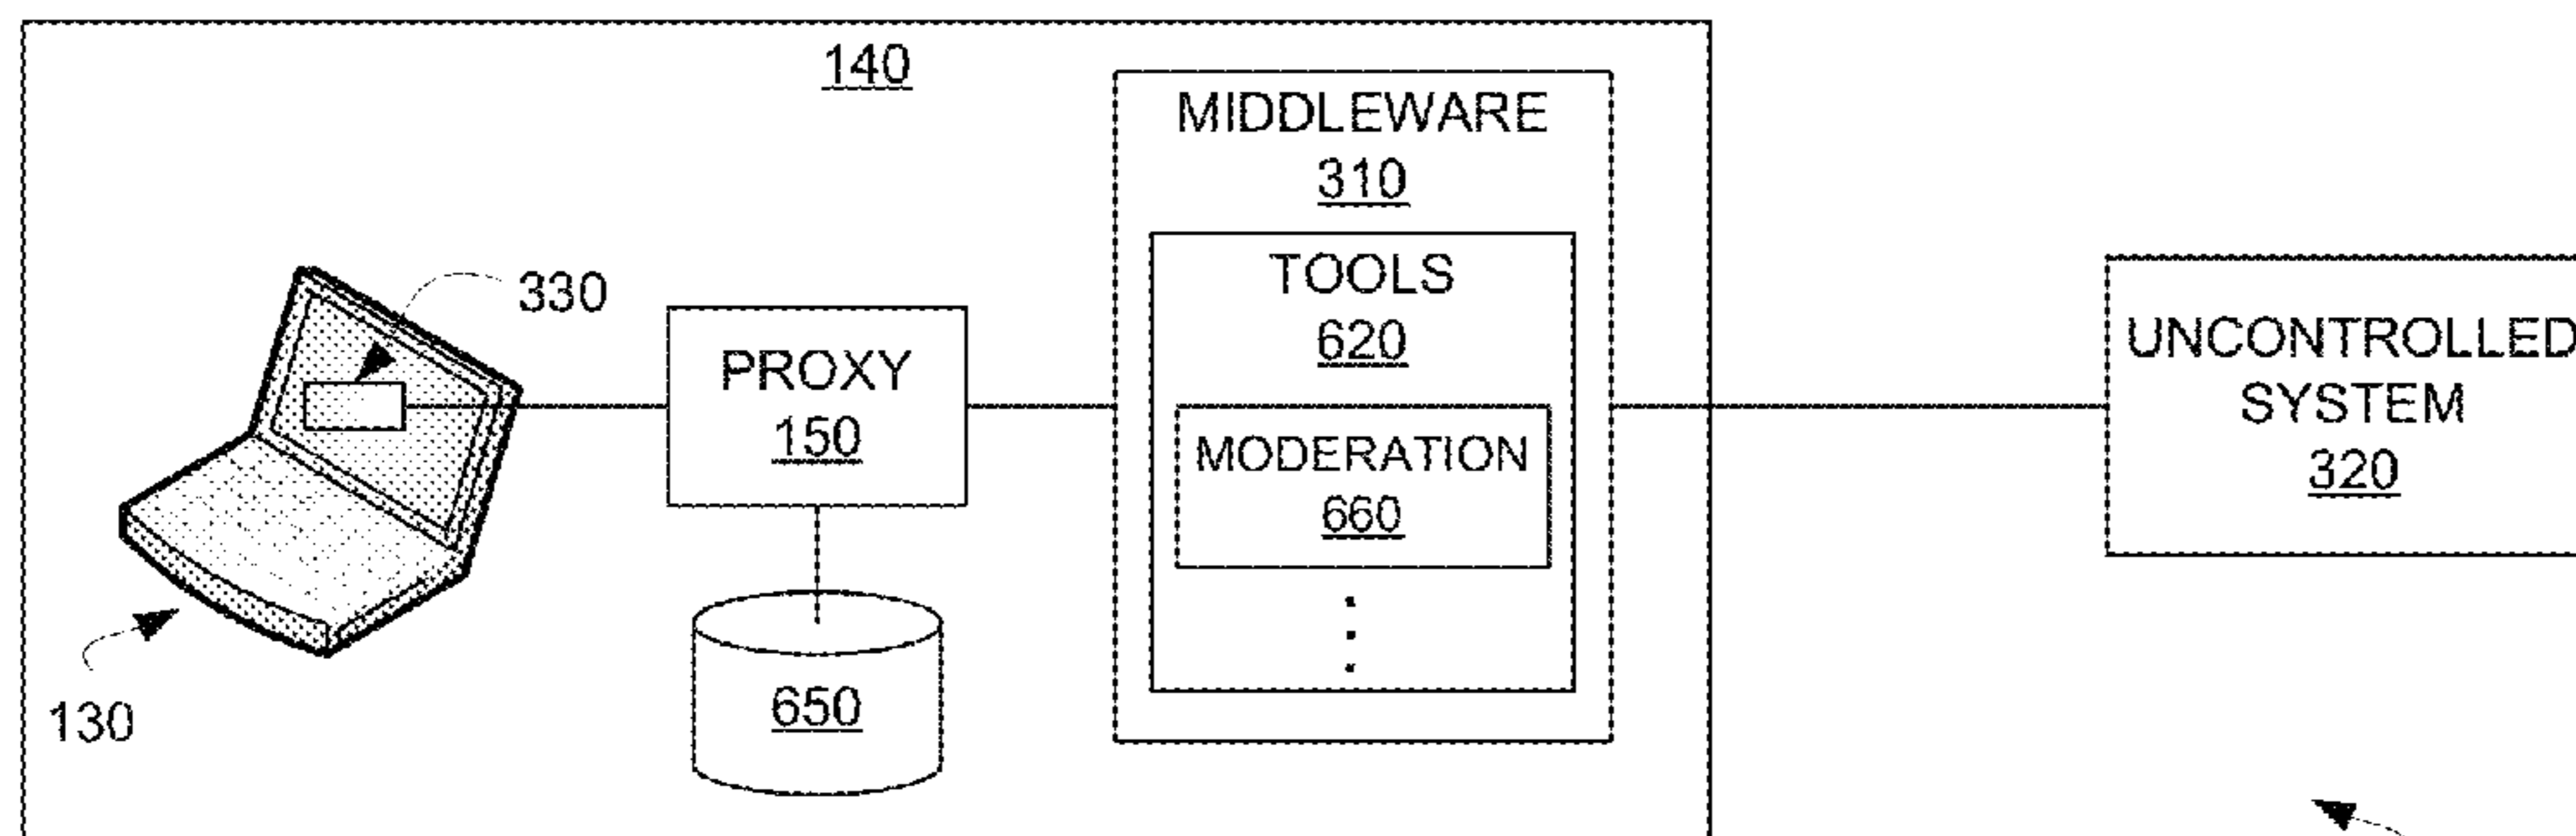 140
MIDDLEWARE
310
TOOLS
620
330
PROXY
150
MODERATION
660
UNCONTROLLED
SYSTEM
320
650
130